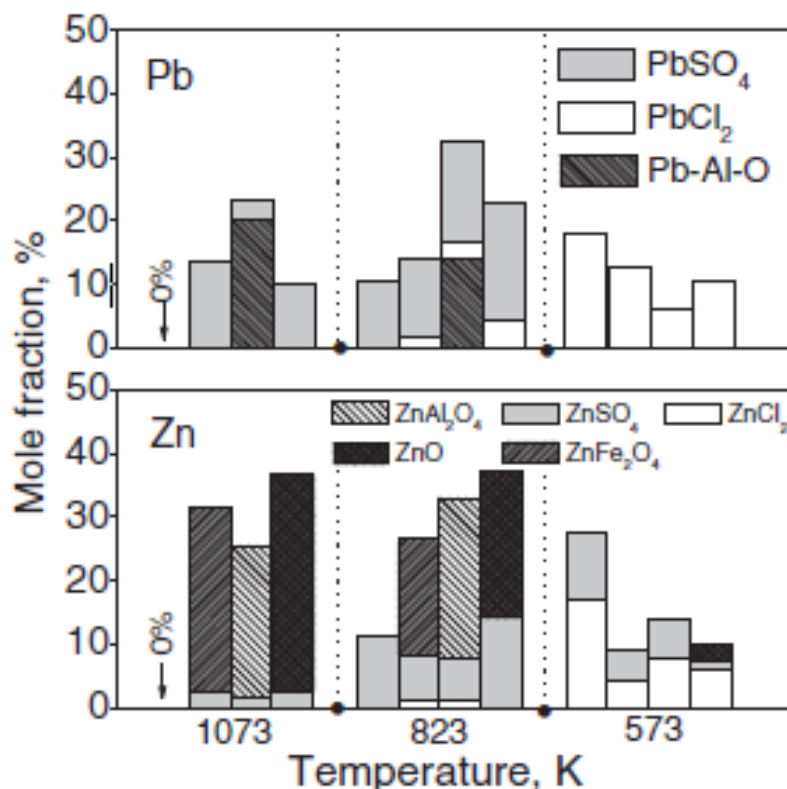 50
40
30
20
10
0
Pb
PbSO₄
PbCl₂
Pb-Al-O
0%
Mole fraction, %
50
40
30
20
10
0
Zn
ZnAl₂O₄ ZnSO₄ ZnCl₂
ZnO ZnFe₂O₄
0%
1073 823 573
Temperature, K